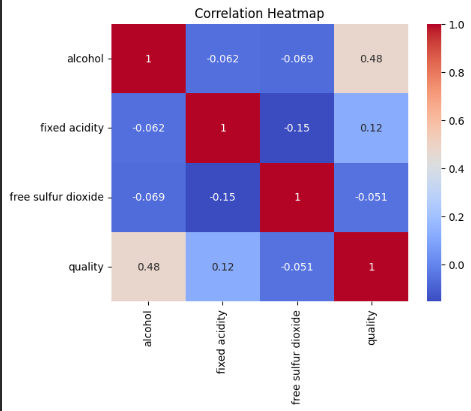 Correlation Heatmap
alcohol 1 -0.062 -0.069 0.48
fixed acidity -0.062 1 -0.15 0.12
free sulfur dioxide -0.069 -0.15 1 -0.051
quality 0.48 0.12 -0.051 1
alcohol fixed acidity free sulfur dioxide quality
1.0
0.8
0.6
0.4
0.2
0.0